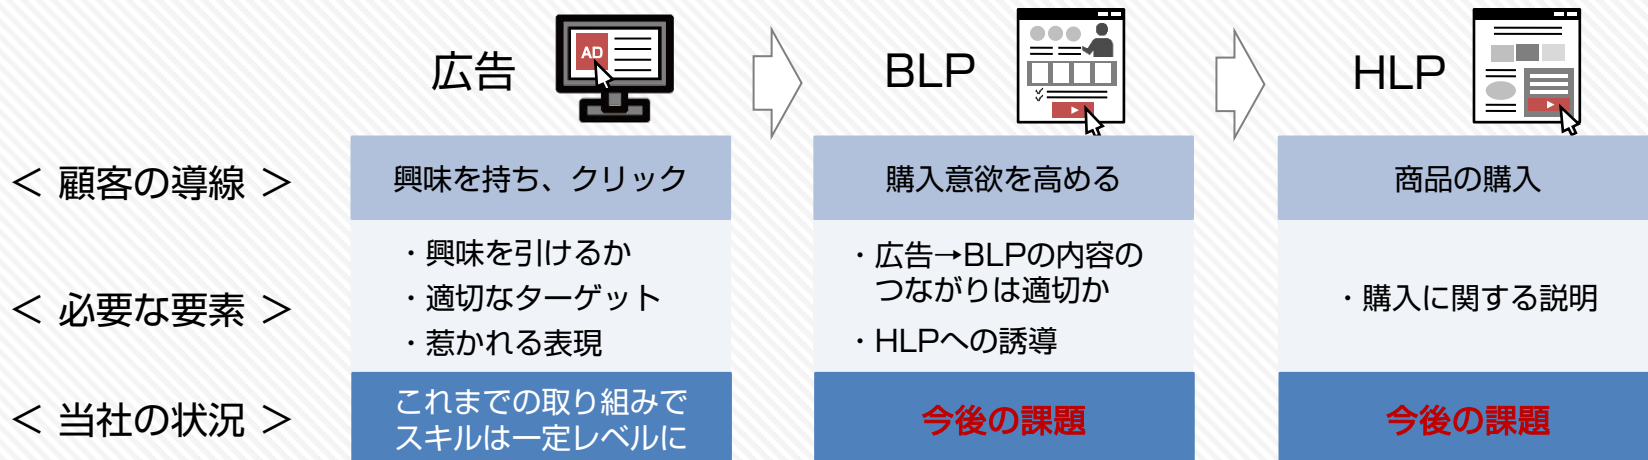 広告
AD
BLP
HLP
＜ 顧客の導線 ＞
興味を持ち、クリック
購入意欲を高める
商品の購入
＜ 必要な要素 ＞
・興味を引けるか
・適切なターゲット
・惹かれる表現
・広告→BLPの内容の
つながりは適切か
・HLPへの誘導
・購入に関する説明
＜ 当社の状況 ＞
これまでの取り組みで
スキルは一定レベルに
今後の課題
今後の課題